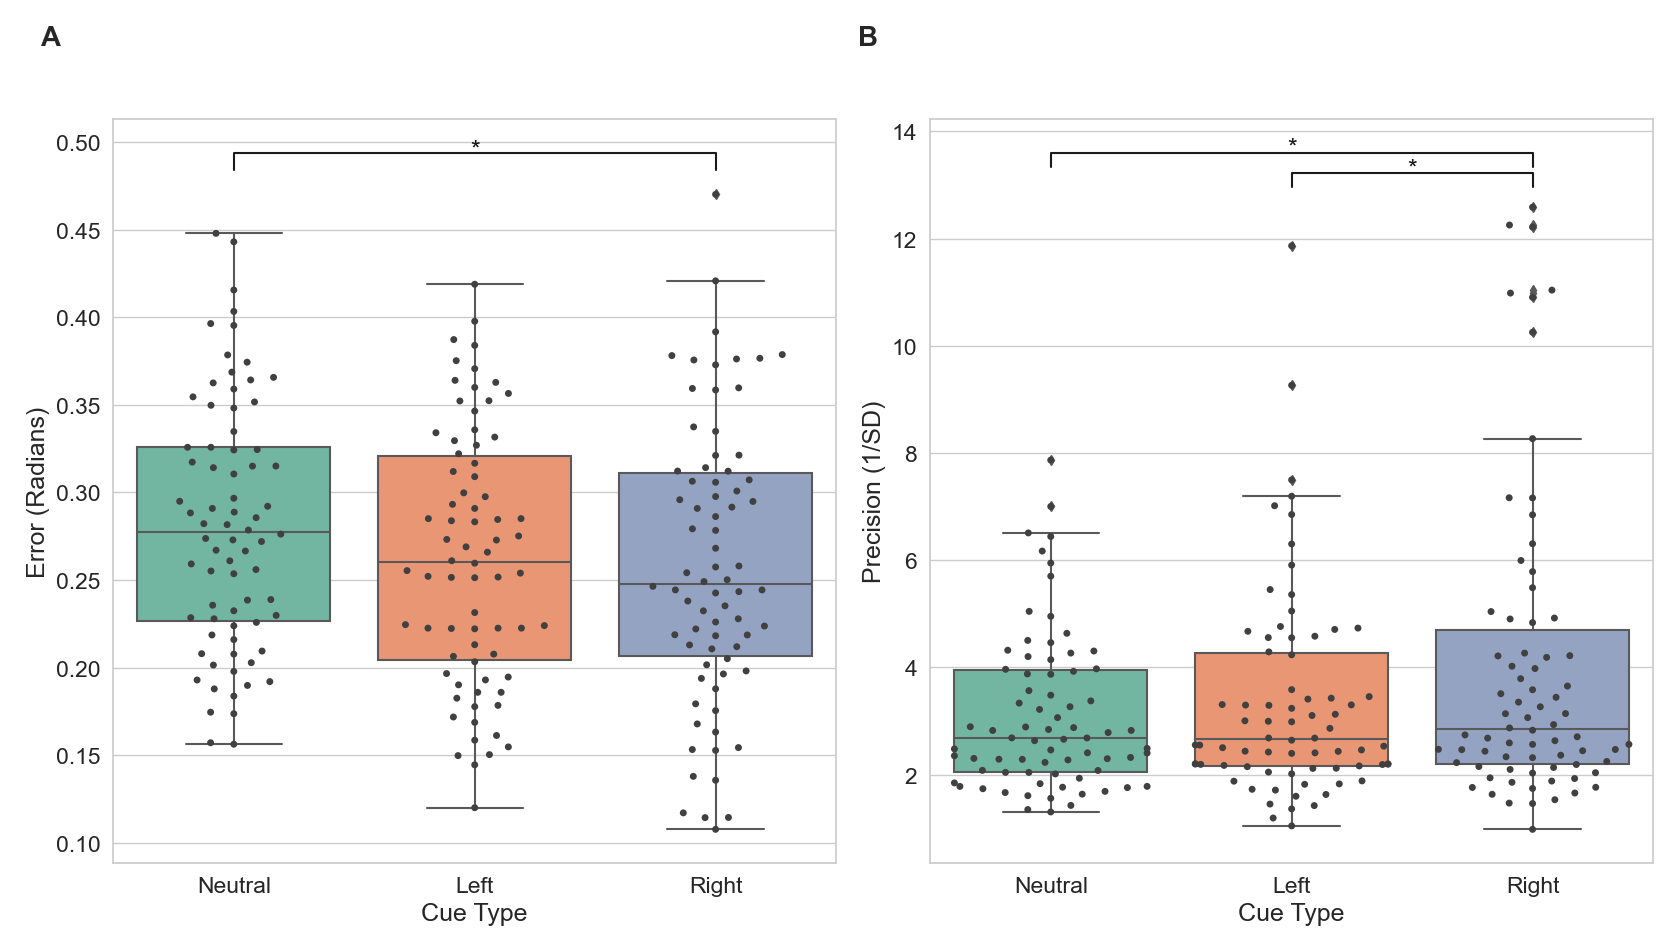 A
B
0.50
0.45
0.40
0.35
0.30
0.25
0.20
0.15
0.10
Error (Radians)
*
Neutral
Left
Right
Cue Type
14
12
10
8
6
4
2
Precision (1/SD)
*
*
Neutral
Left
Right
Cue Type